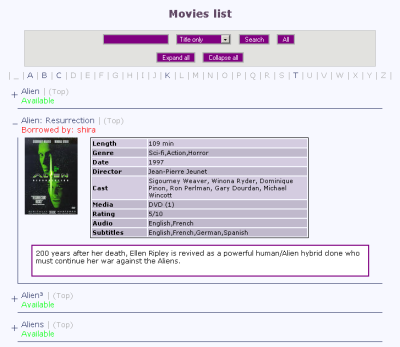 Movies list
Title only Search All
Expand all Collapse all
| _ | A | B | C | D | E | F | G | H | I | J | K | L | M | N | O | P | Q | R | S | T | U | V | W | X | Y | Z |
+ Alien | (Top)
Available
_ Alien: Resurrection | (Top)
Borrowed by: shira
ALIEN
Length 109 min
Genre Sci-fi,Action,Horror
Date 1997
Director Jean-Pierre Jeunet
Cast Sigourney Weaver, Winona Ryder, Dominique
Pinon, Ron Perlman, Gary Dourdan, Michael
Wincott
Media DVD (1)
Rating 5/10
Audio English,French
Subtitles English,French,German,Spanish
200 years after her death, Ellen Ripley is revived as a powerful human/Alien hybrid clone who
must continue her war against the Aliens.
+ Alien³ | (Top)
Available
+ Aliens | (Top)
Available